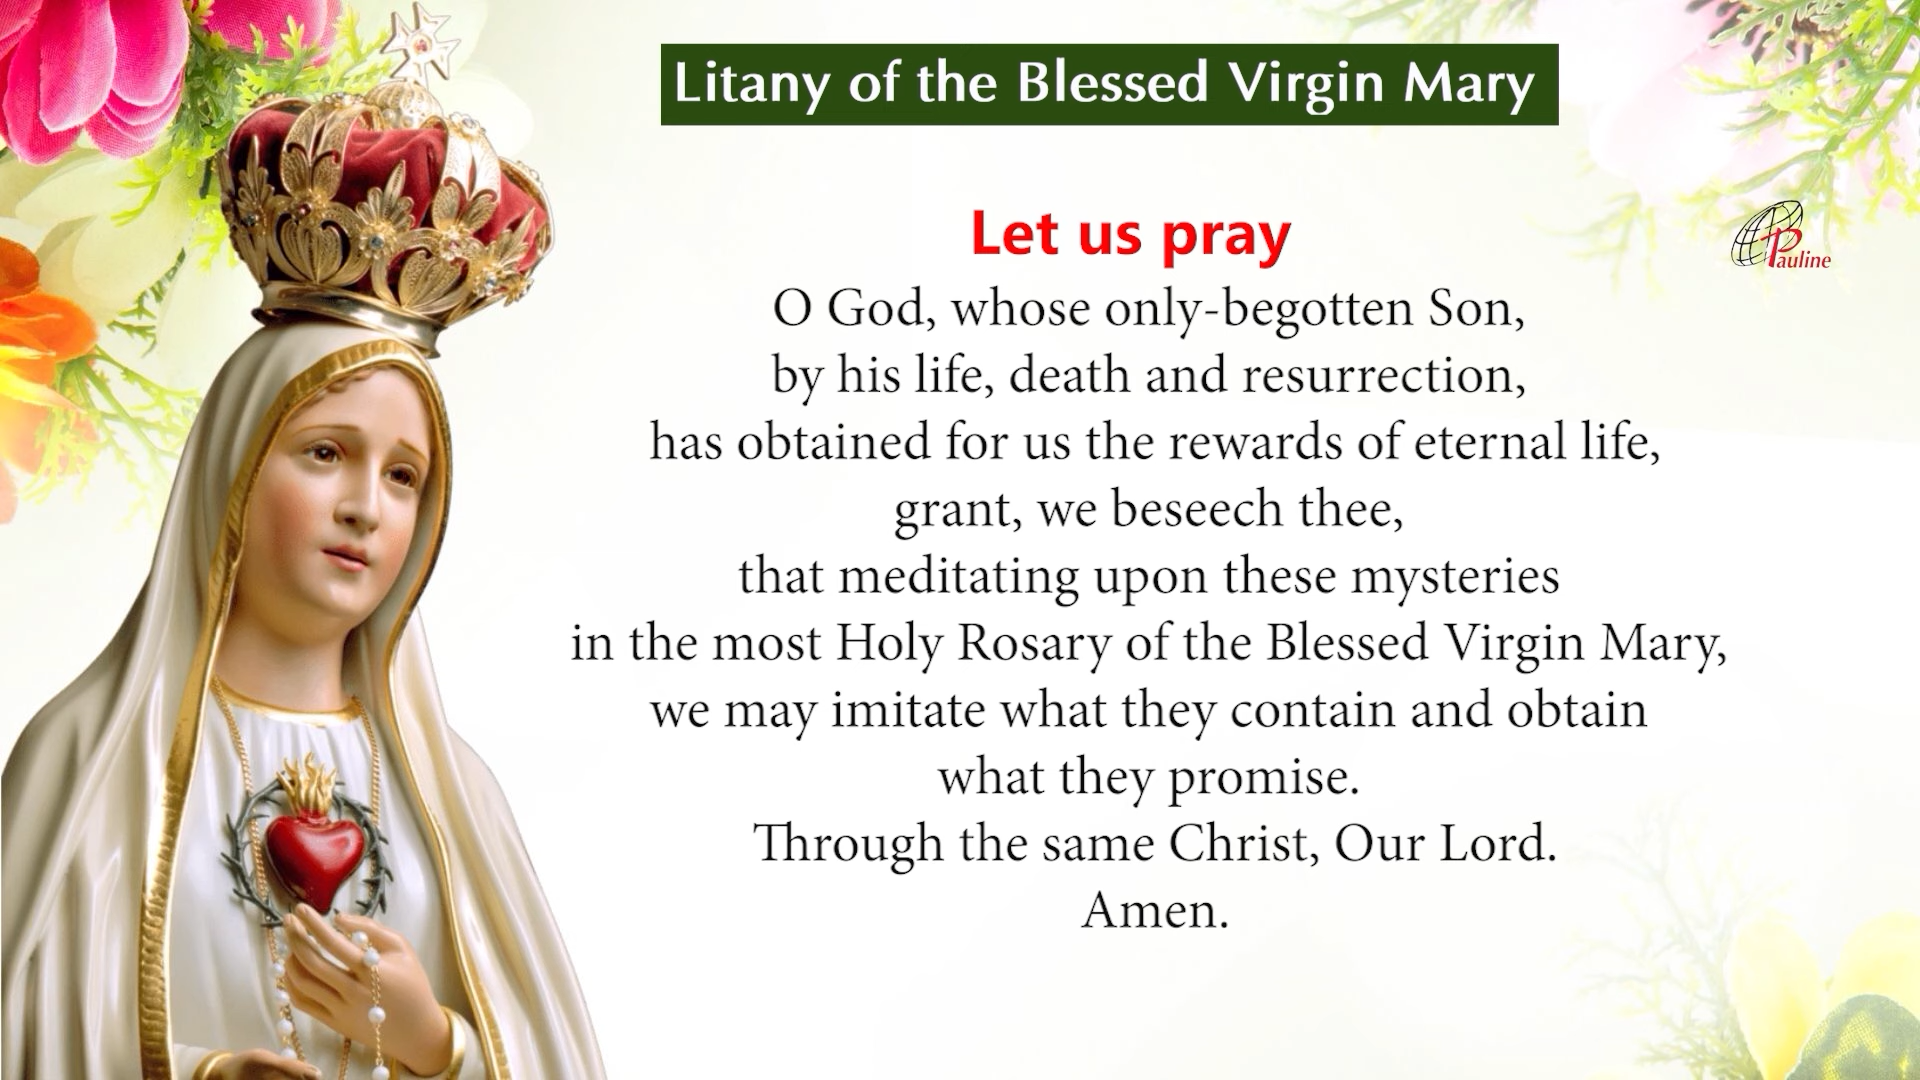 Litany of the Blessed Virgin Mary
Let us pray
Pauline
O God, whose only-begotten Son,
by his life, death and resurrection,
has obtained for us the rewards of eternal life,
grant, we beseech thee,
that meditating upon these mysteries
in the most Holy Rosary of the Blessed Virgin Mary,
we may imitate what they contain and obtain
what they promise.
Through the same Christ, Our Lord.
Amen.